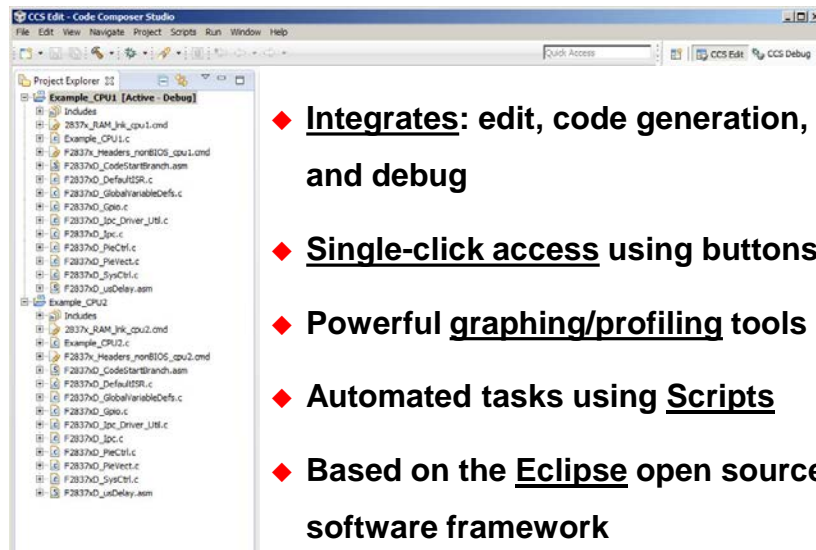 CCS Edit - Code Composer Studio
File Edit View Navigate Project Scripts Run Window Help
Quick Access
CCS Edit
CCS Debug
Project Explorer
Example_CPU1 [Active - Debug]
Includes
2837x_RAM_lnk_cpu1.cmd
Example_CPU1.c
F2837x_Headers_nonBIOS_cpu1.cmd
F2837xD_CodeStartBranch.asm
F2837xD_DefaultISR.c
F2837xD_GlobalVariableDefs.c
F2837xD_Gpio.c
F2837xD_Ipc_Driver_Util.c
F2837xD_Ipc.c
F2837xD_PieCtrl.c
F2837xD_PieVect.c
F2837xD_SysCtrl.c
F2837xD_usDelay.asm
Example_CPU2
Includes
2837x_RAM_lnk_cpu2.cmd
Example_CPU2.c
F2837x_Headers_nonBIOS_cpu2.cmd
F2837xD_CodeStartBranch.asm
F2837xD_DefaultISR.c
F2837xD_GlobalVariableDefs.c
F2837xD_Gpio.c
F2837xD_Ipc_Driver_Util.c
F2837xD_Ipc.c
F2837xD_PieCtrl.c
F2837xD_PieVect.c
F2837xD_SysCtrl.c
F2837xD_usDelay.asm
Integrates: edit, code generation,
and debug
Single-click access using buttons
Powerful graphing/profiling tools
Automated tasks using Scripts
Based on the Eclipse open source
software framework